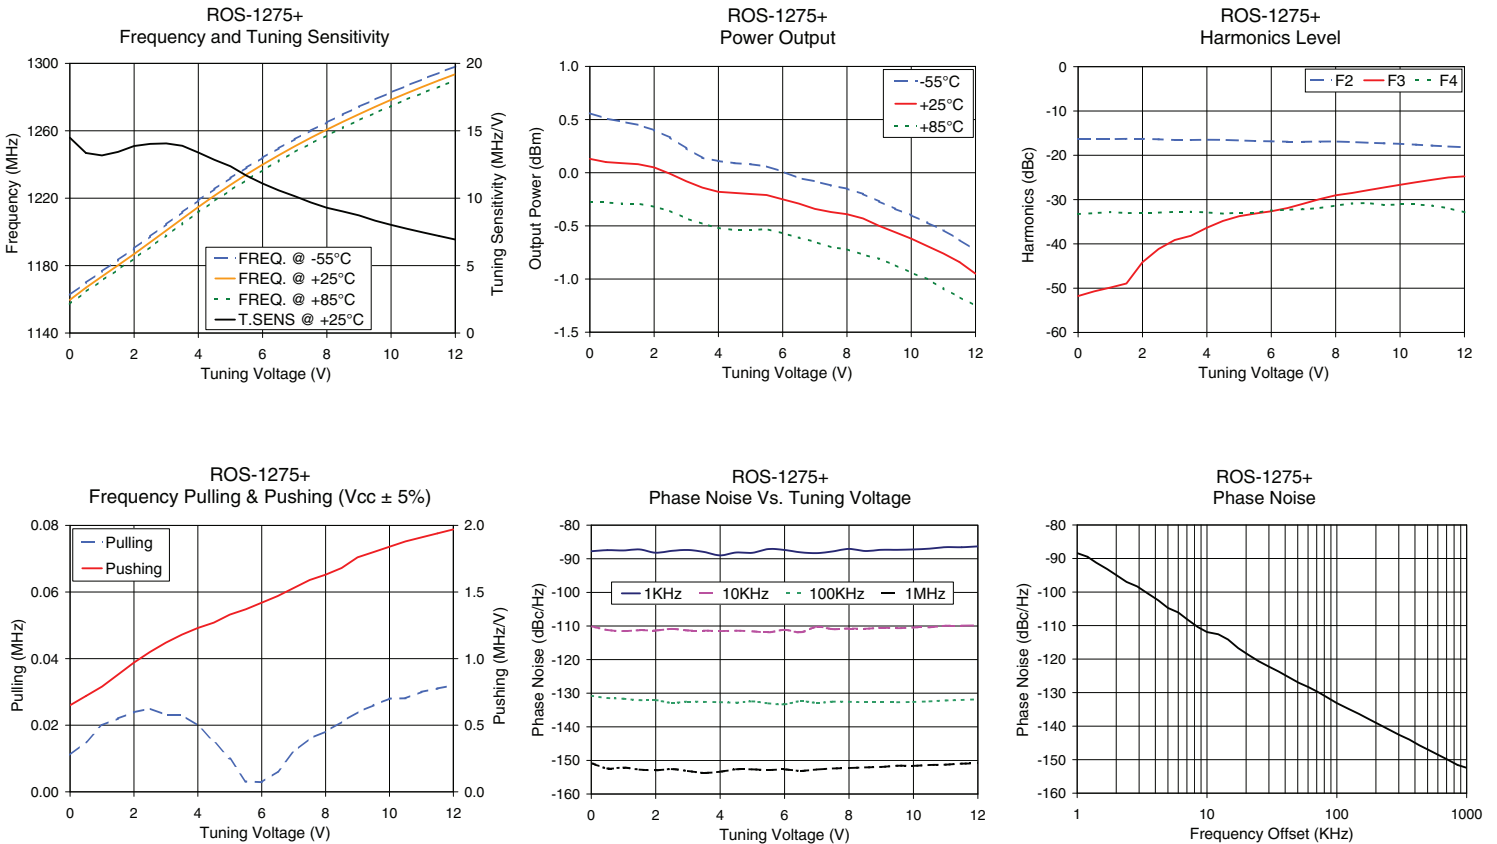 ROS-1275+
Frequency and Tuning Sensitivity
1300
1260
1220
1180
1140
Frequency (MHz)
20
15
10
5
0
Tuning Sensitivity (MHz/V)
FREQ. @ -55°C
FREQ. @ +25°C
FREQ. @ +85°C
T.SENS @ +25°C
0 2 4 6 8 10 12
Tuning Voltage (V)
ROS-1275+
Power Output
1.0
0.5
0.0
-0.5
-1.0
-1.5
Output Power (dBm)
-55°C
+25°C
+85°C
0 2 4 6 8 10 12
Tuning Voltage (V)
ROS-1275+
Harmonics Level
0
-10
-20
-30
-40
-50
-60
Harmonics (dBc)
F2 F3 F4
0 2 4 6 8 10 12
Tuning Voltage (V)
ROS-1275+
Frequency Pulling & Pushing (Vcc ± 5%)
0.08
0.06
0.04
0.02
0.00
Pulling (MHz)
2.0
1.5
1.0
0.5
0.0
Pushing (MHz/V)
Pulling
Pushing
0 2 4 6 8 10 12
Tuning Voltage (V)
ROS-1275+
Phase Noise Vs. Tuning Voltage
-80
-90
-100
-110
-120
-130
-140
-150
-160
Phase Noise (dBc/Hz)
1KHz 10KHz 100KHz 1MHz
0 2 4 6 8 10 12
Tuning Voltage (V)
ROS-1275+
Phase Noise
-80
-90
-100
-110
-120
-130
-140
-150
-160
Phase Noise (dBc/Hz)
1 10 100 1000
Frequency Offset (KHz)